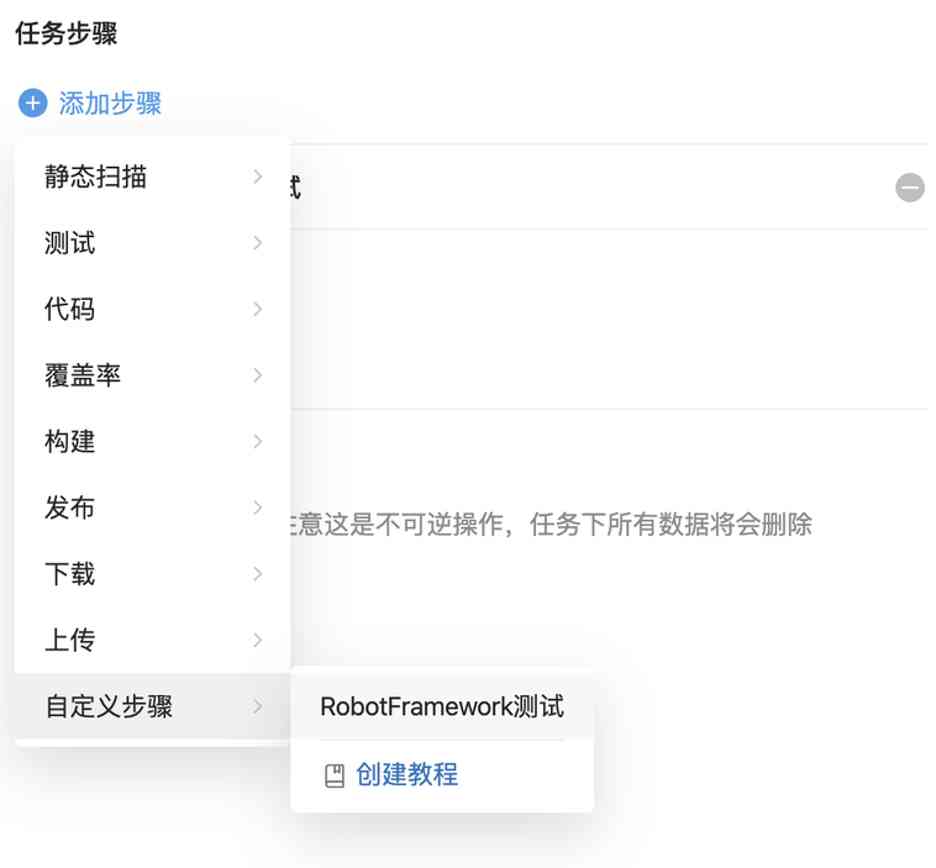 任务步骤
添加步骤
静态扫描
试
测试
代码
覆盖率
构建
发布
意这是不可逆操作，任务下所有数据将会删除
下载
上传
自定义步骤
RobotFramework测试
创建教程